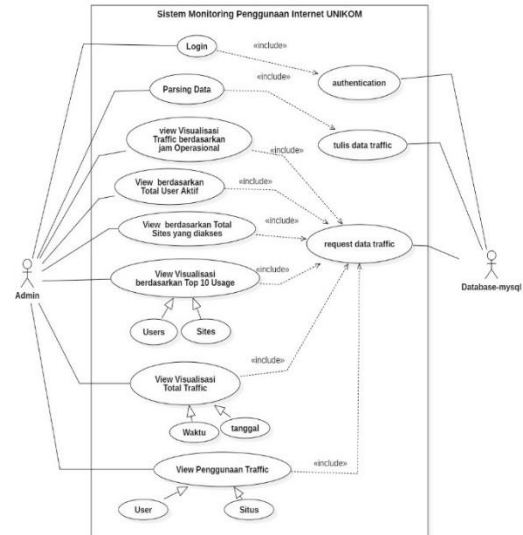 Sistem Monitoring Penggunaan Internet UNIKOM
Login
«include»
authentication
Parsing Data
«include»
tulis data traffic
view Visualisasi
Traffic berdasarkan
jam Operasional
«include»
View berdasarkan
Total User Aktif
«include»
View berdasarkan Total
Sites yang diakses
«include»
request data traffic
View Visualisasi
berdasarkan Top 10 Usage
«include»
Admin
Database-mysql
Users
Sites
View Visualisasi
Total Traffic
«include»
Waktu
tanggal
View Penggunaan Traffic
«include»
User
Situs